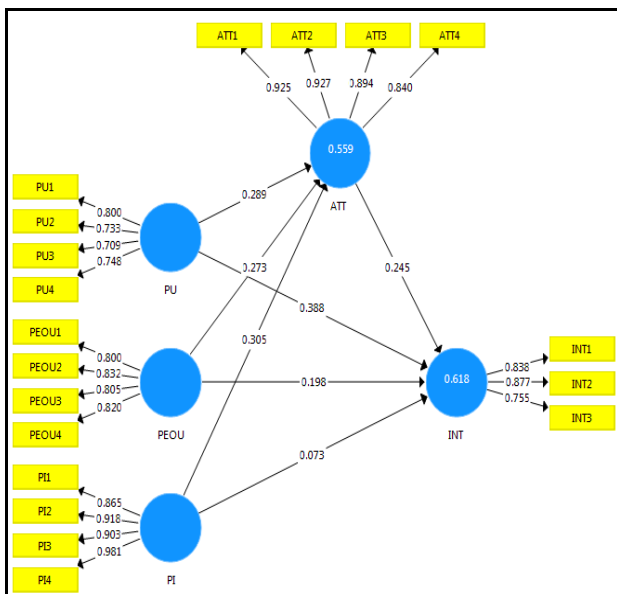 ATT1 ATT2 ATT3 ATT4
0.925 0.927 0.894 0.840
0.559
ATT
PU1
PU2
PU3
PU4
0.800
0.733
0.709
0.748
PU
0.289
0.273
0.305
0.388
0.245
PEOU1
PEOU2
PEOU3
PEOU4
0.800
0.832
0.805
0.820
PEOU
0.198
0.073
0.618
INT
0.838
0.877
0.755
INT1
INT2
INT3
PI1
PI2
PI3
PI4
0.865
0.918
0.903
0.981
PI